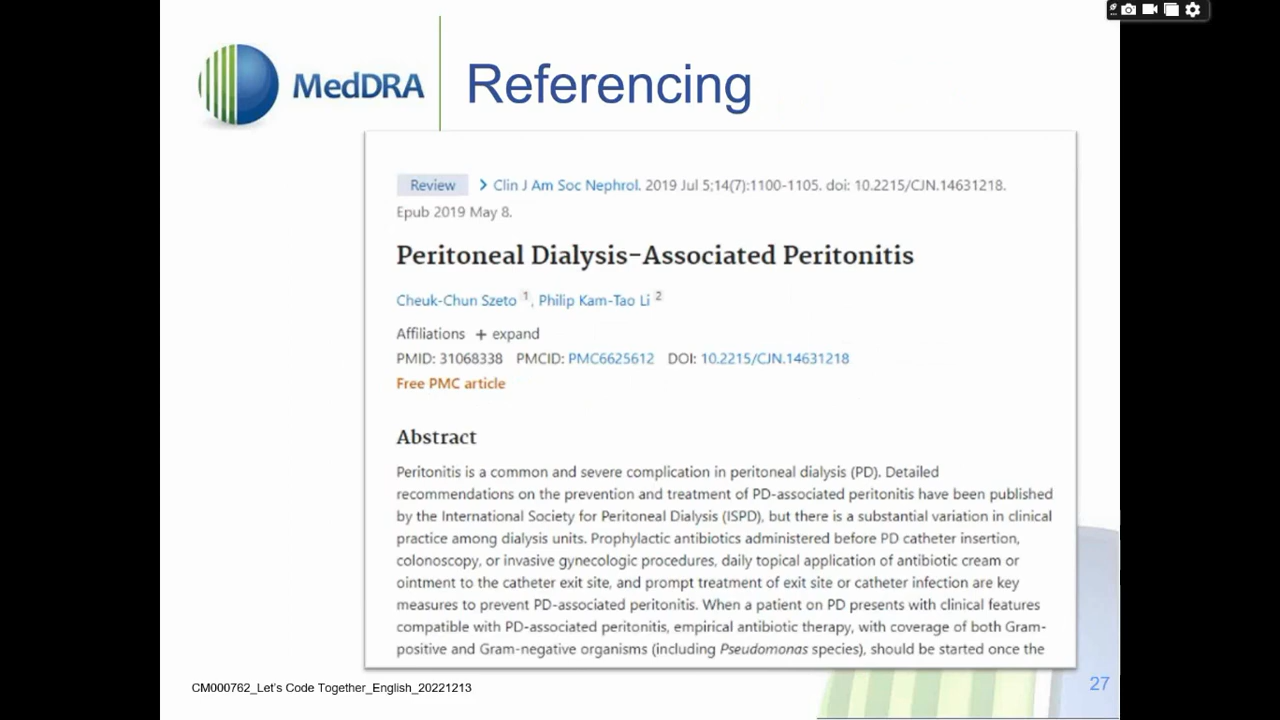 MedDRA
Referencing
Review > Clin J Am Soc Nephrol. 2019 Jul 5;14(7):1100-1105. doi: 10.2215/CJN.14631218.
Epub 2019 May 8.
Peritoneal Dialysis-Associated Peritonitis
Cheuk-Chun Szeto 1, Philip Kam-Tao Li 2
Affiliations + expand
PMID: 31068338 PMCID: PMC6625612 DOI: 10.2215/CJN.14631218
Free PMC article
Abstract
Peritonitis is a common and severe complication in peritoneal dialysis (PD). Detailed
recommendations on the prevention and treatment of PD-associated peritonitis have been published
by the International Society for Peritoneal Dialysis (ISPD), but there is a substantial variation in clinical
practice among dialysis units. Prophylactic antibiotics administered before PD catheter insertion,
colonoscopy, or invasive gynecologic procedures, daily topical application of antibiotic cream or
ointment to the catheter exit site, and prompt treatment of exit site or catheter infection are key
measures to prevent PD-associated peritonitis. When a patient on PD presents with clinical features
compatible with PD-associated peritonitis, empirical antibiotic therapy, with coverage of both Gram-
positive and Gram-negative organisms (including Pseudomonas species), should be started once the
CM000762_Let's Code Together_English_20221213
27